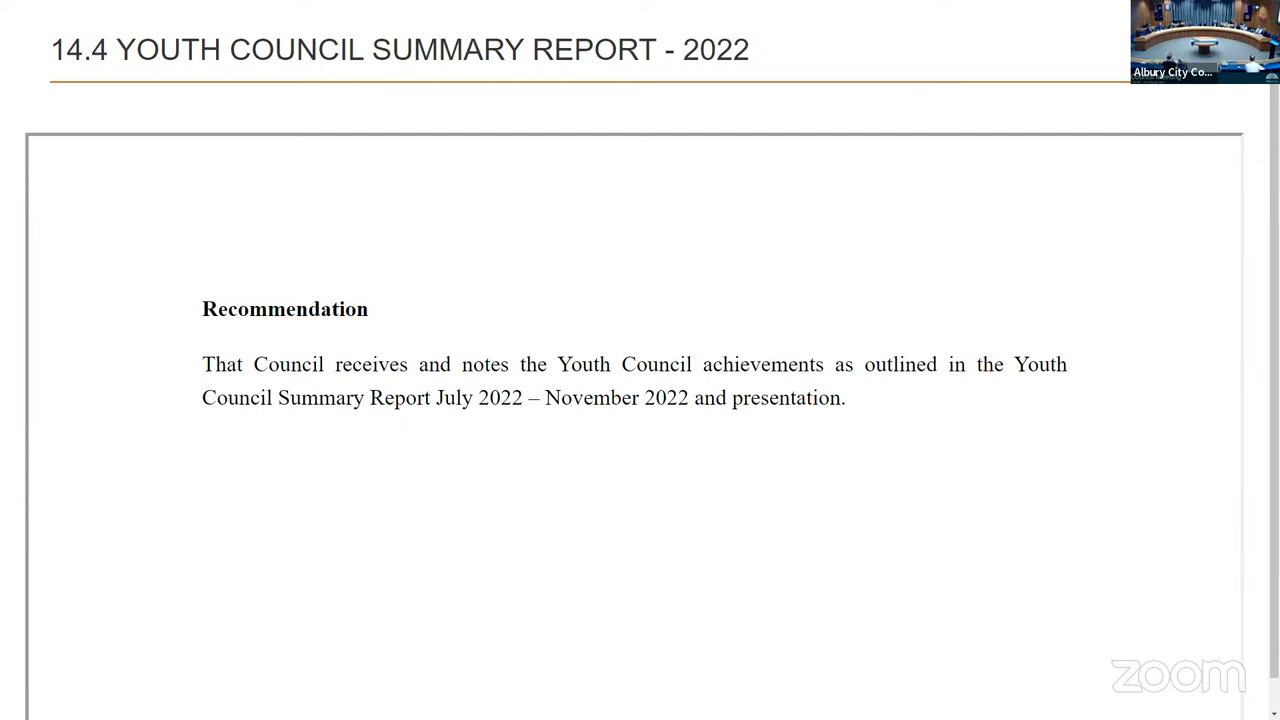 14.4 YOUTH COUNCIL SUMMARY REPORT - 2022
Albury City Co...
Recommendation
That Council receives and notes the Youth Council achievements as outlined in the Youth
Council Summary Report July 2022 – November 2022 and presentation.
zoom